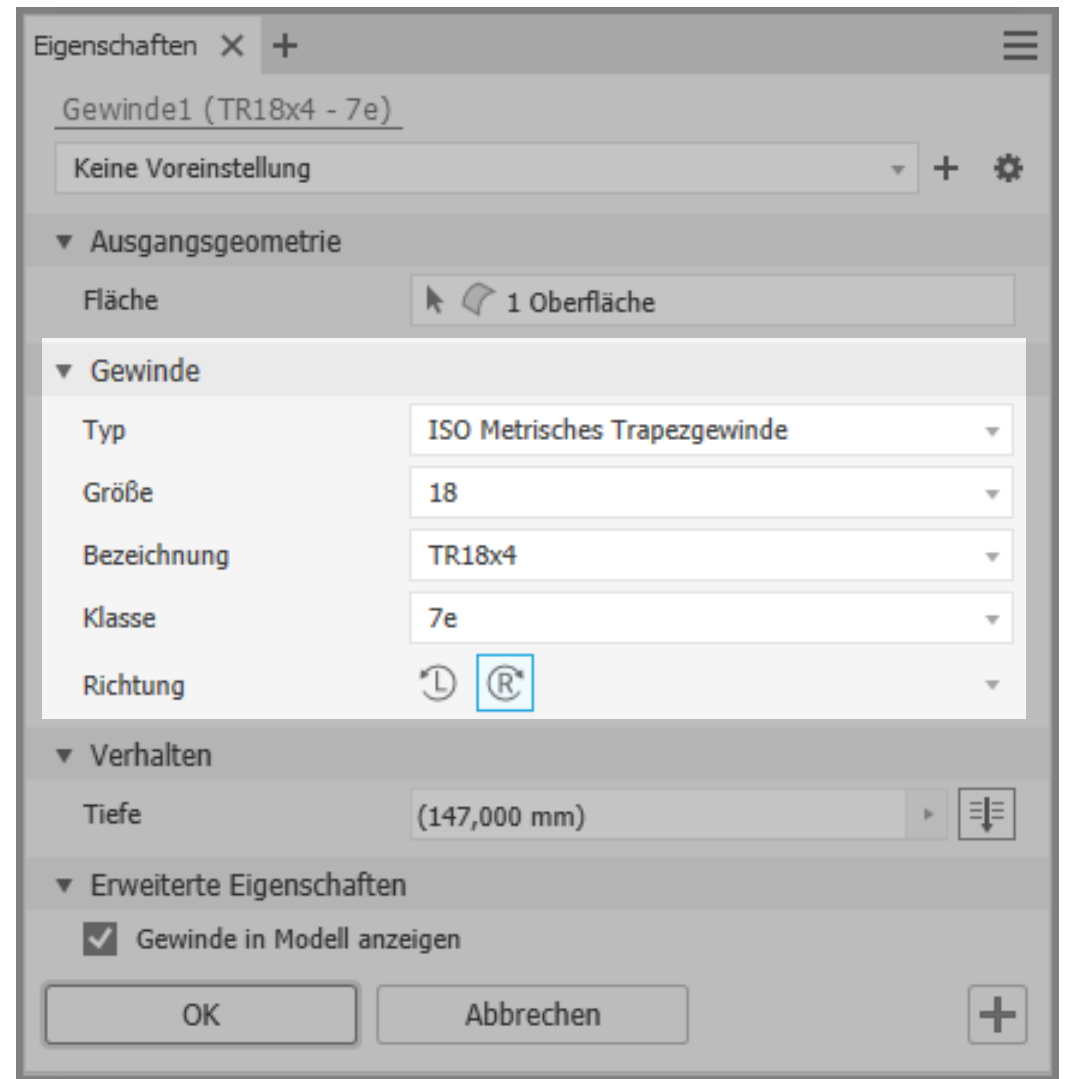 Eigenschaften
Gewinde1 (TR18x4 - 7e)
Keine Voreinstellung
Ausgangsgeometrie
Fläche 1 Oberfläche
Gewinde
Typ ISO Metrisches Trapezgewinde
Größe 18
Bezeichnung TR18x4
Klasse 7e
Richtung L R
Verhalten
Tiefe (147,000 mm)
Erweiterte Eigenschaften
Gewinde in Modell anzeigen
OK Abbrechen